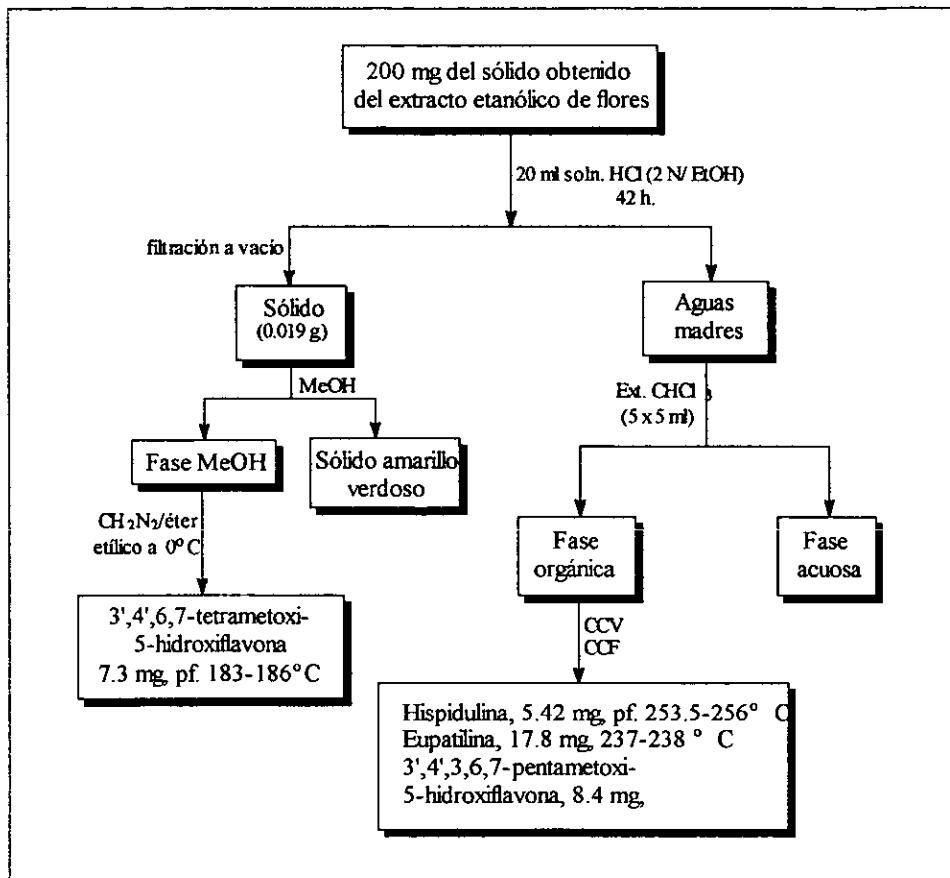 200 mg del sólido obtenido
del extracto etanólico de flores
20 ml soln. HCl (2 N/ EtOH)
42 h.
filtración a vacío
Sólido
(0.019 g)
Aguas
madres
MeOH
Ext. CHCl3
(5 x 5 ml)
Fase MeOH
Sólido amarillo
verdoso
CH2N2/éter
etílico a 0°C
Fase
orgánica
Fase
acuosa
3',4',6,7-tetrametoxi-
5-hidroxiflavona
7.3 mg, pf. 183-186°C
CCV
CCF
Hispidulina, 5.42 mg, pf. 253.5-256° C
Eupatilina, 17.8 mg, 237-238 ° C
3',4',3,6,7-pentametoxi-
5-hidroxiflavona, 8.4 mg,